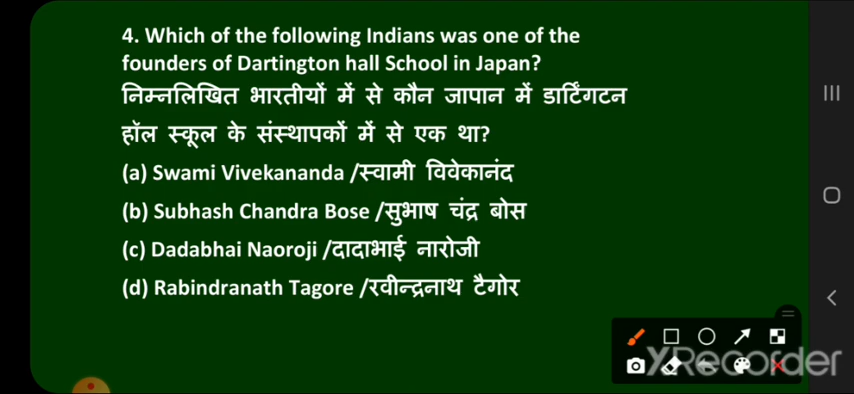 4. Which of the following Indians was one of the
founders of Dartington hall School in Japan?
निम्नलिखित भारतीयों में से कौन जापान में डार्टिंगटन
हॉल स्कूल के संस्थापकों में से एक था?
(a) Swami Vivekananda /स्वामी विवेकानंद
(b) Subhash Chandra Bose /सुभाष चंद्र बोस
(c) Dadabhai Naoroji /दादाभाई नारोजी
(d) Rabindranath Tagore /रवीन्द्रनाथ टैगोर
XRecorder